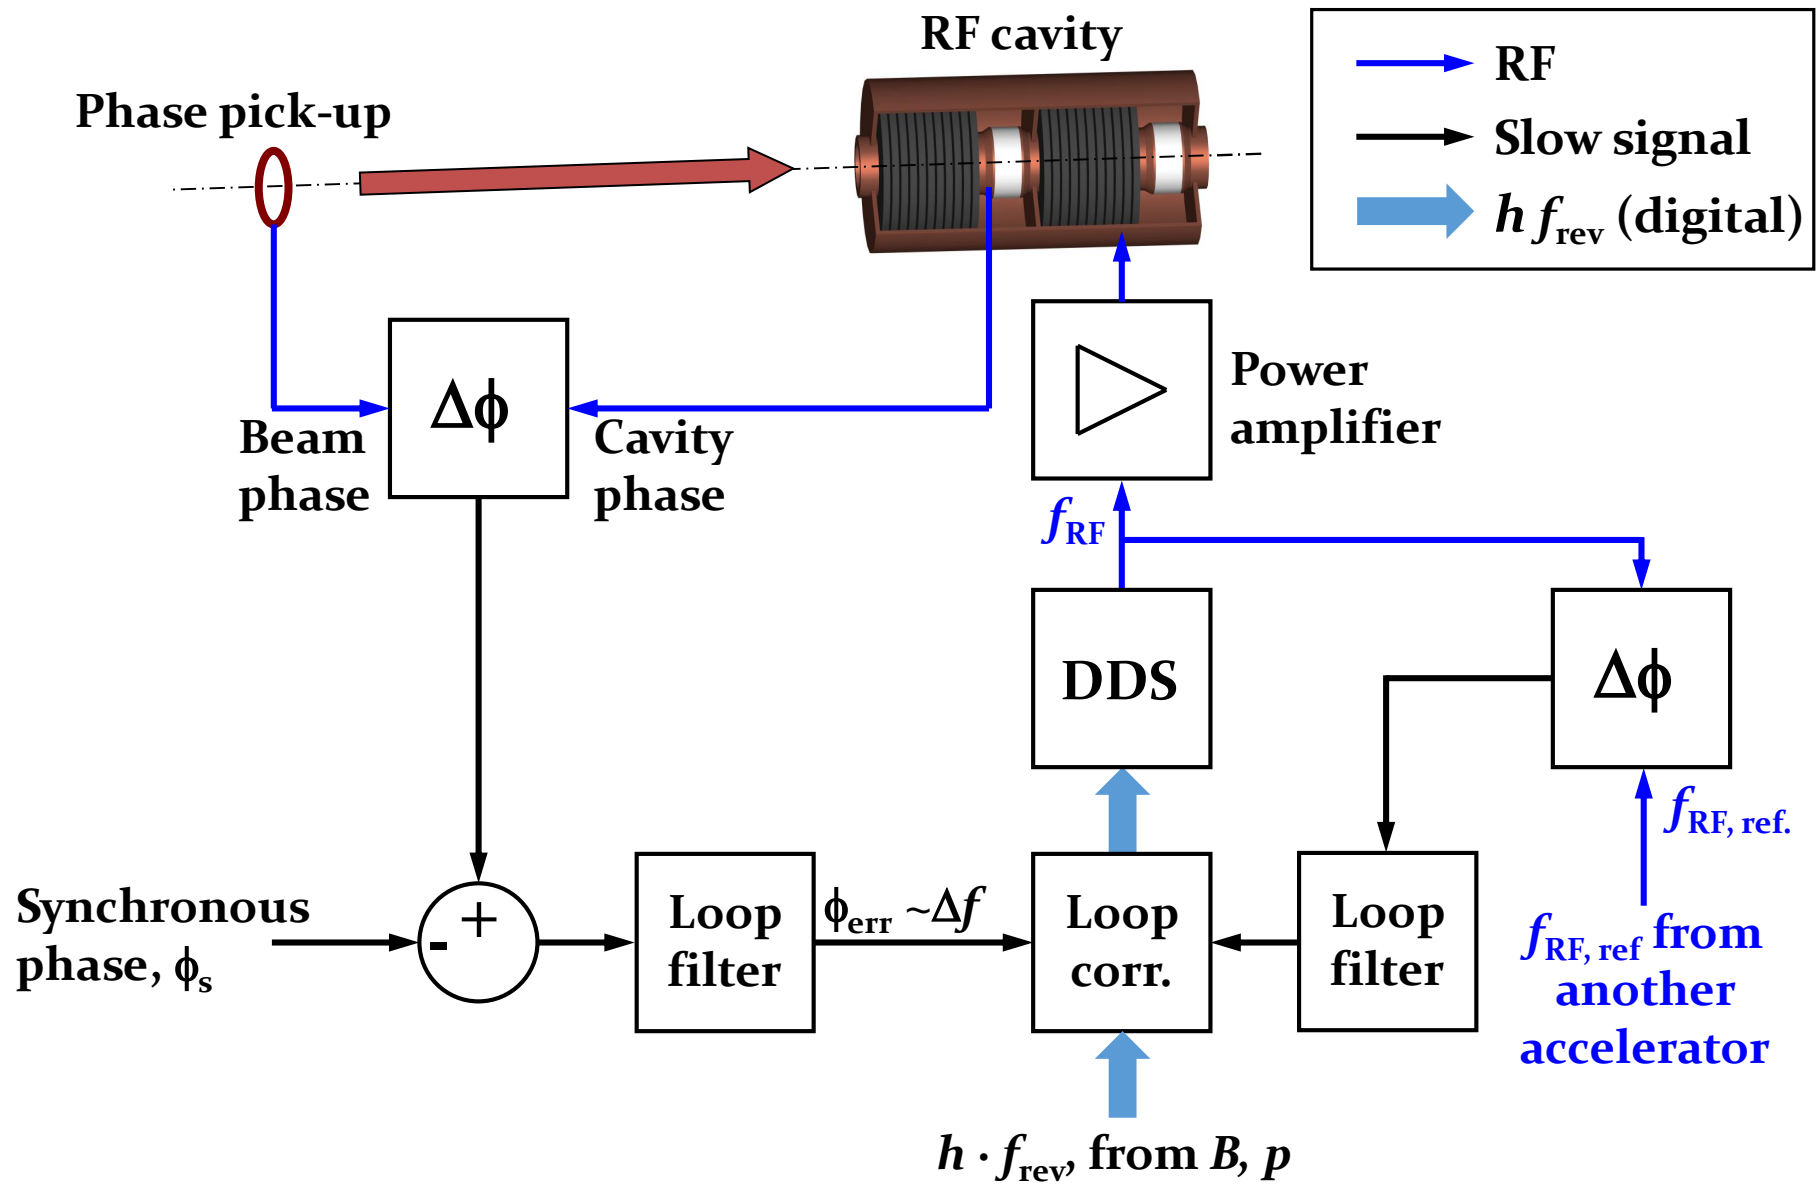 RF cavity
Phase pick-up
RF
Slow signal
h f_rev (digital)
Δϕ
Beam
phase
Cavity
phase
Power
amplifier
f_RF
DDS
Δϕ
f_RF, ref.
Synchronous
phase, ϕ_s
+
-
Loop
filter
ϕ_err ~Δf
Loop
corr.
Loop
filter
f_RF, ref from
another
accelerator
h · f_rev, from B, p